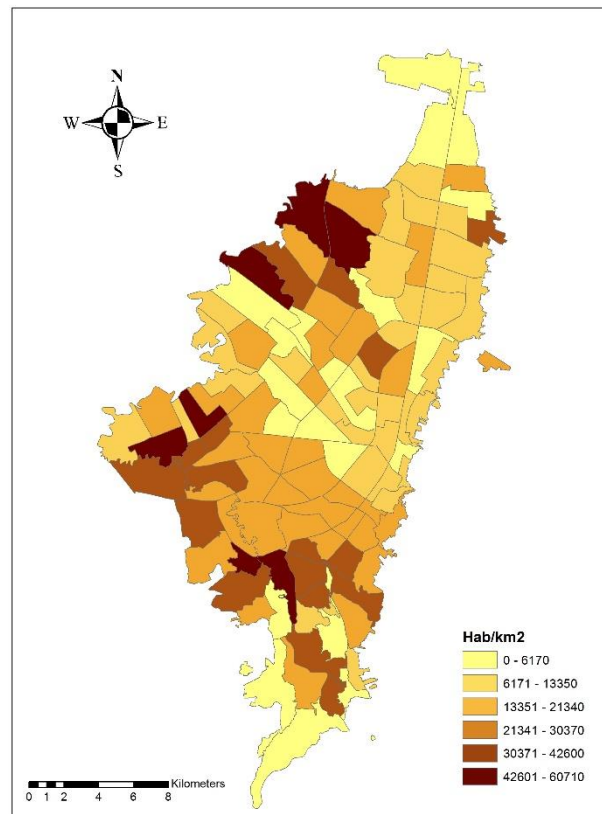 N
W E
S
Hab/km2
0 - 6170
6171 - 13350
13351 - 21340
21341 - 30370
30371 - 42600
42601 - 60710
Kilometers
0 1 2 4 6 8